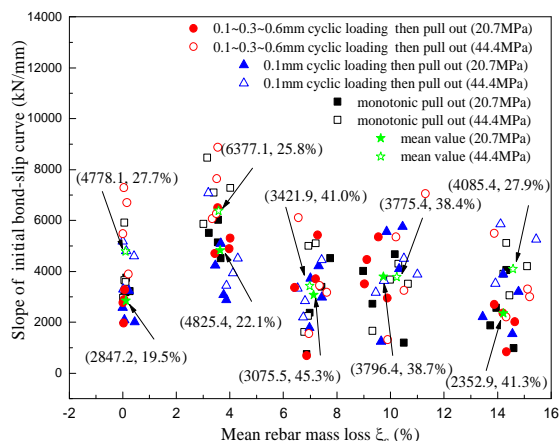 14000
12000
10000
8000
6000
4000
2000
0
-2
0
2
4
6
8
10
12
14
16
Slope of initial bond-slip curve (kN/mm)
Mean rebar mass loss ξc (%)
0.1~0.3~0.6mm cyclic loading then pull out (20.7MPa)
0.1~0.3~0.6mm cyclic loading then pull out (44.4MPa)
0.1mm cyclic loading then pull out (20.7MPa)
0.1mm cyclic loading then pull out (44.4MPa)
monotonic pull out (20.7MPa)
monotonic pull out (44.4MPa)
mean value (20.7MPa)
mean value (44.4MPa)
(6377.1, 25.8%)
(4778.1, 27.7%)
(3421.9, 41.0%)
(3775.4, 38.4%)
(4085.4, 27.9%)
(4825.4, 22.1%)
(2847.2, 19.5%)
(3075.5, 45.3%)
(3796.4, 38.7%)
(2352.9, 41.3%)